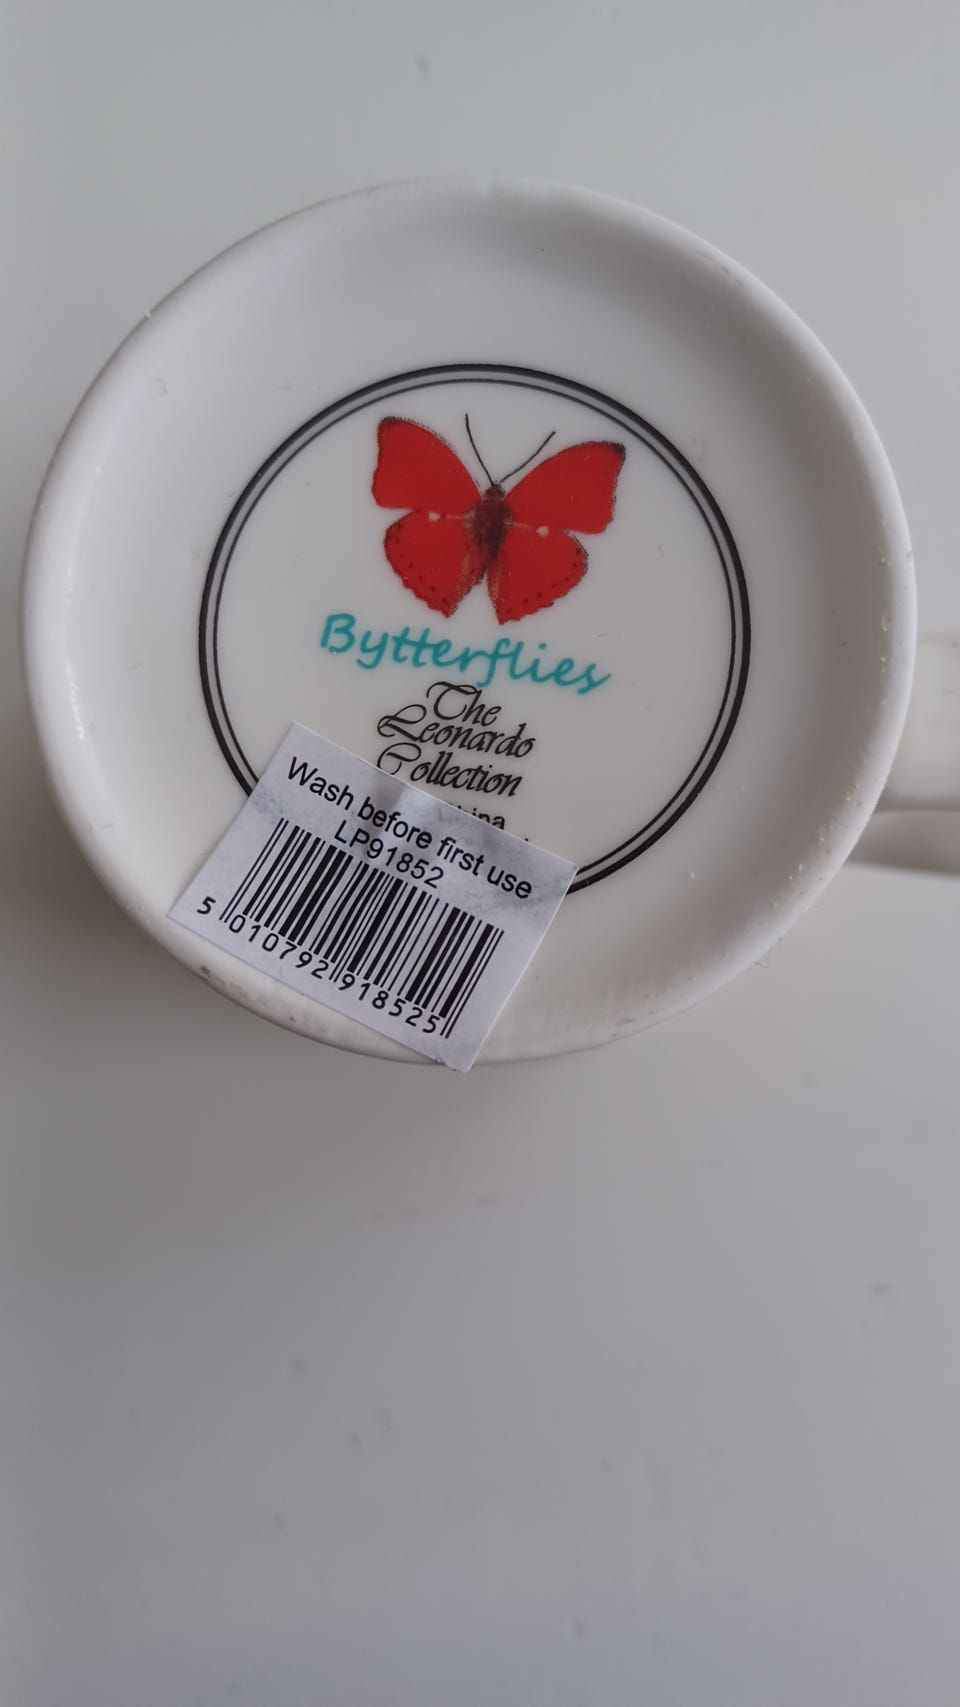 Bytterflies
The
Leonardo
Collection
Wash before first use
LP91852
5 010792 918525